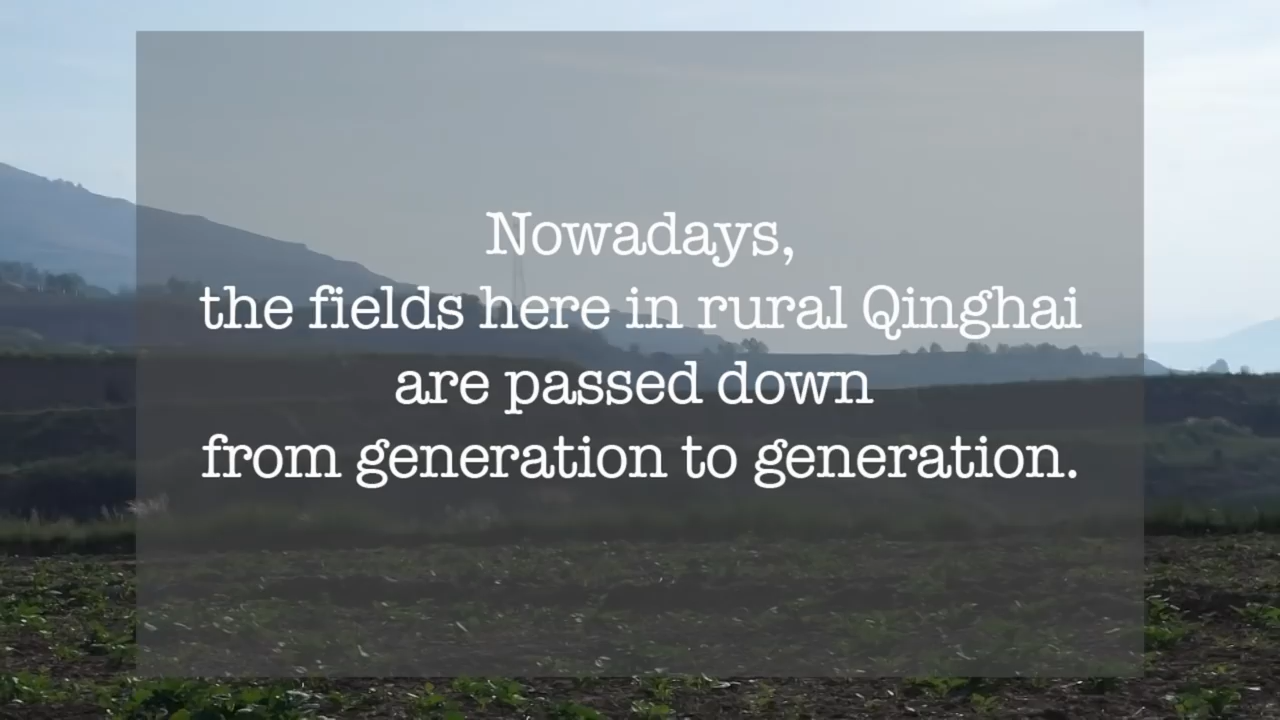 Nowadays,
the fields here in rural Qinghai
are passed down
from generation to generation.